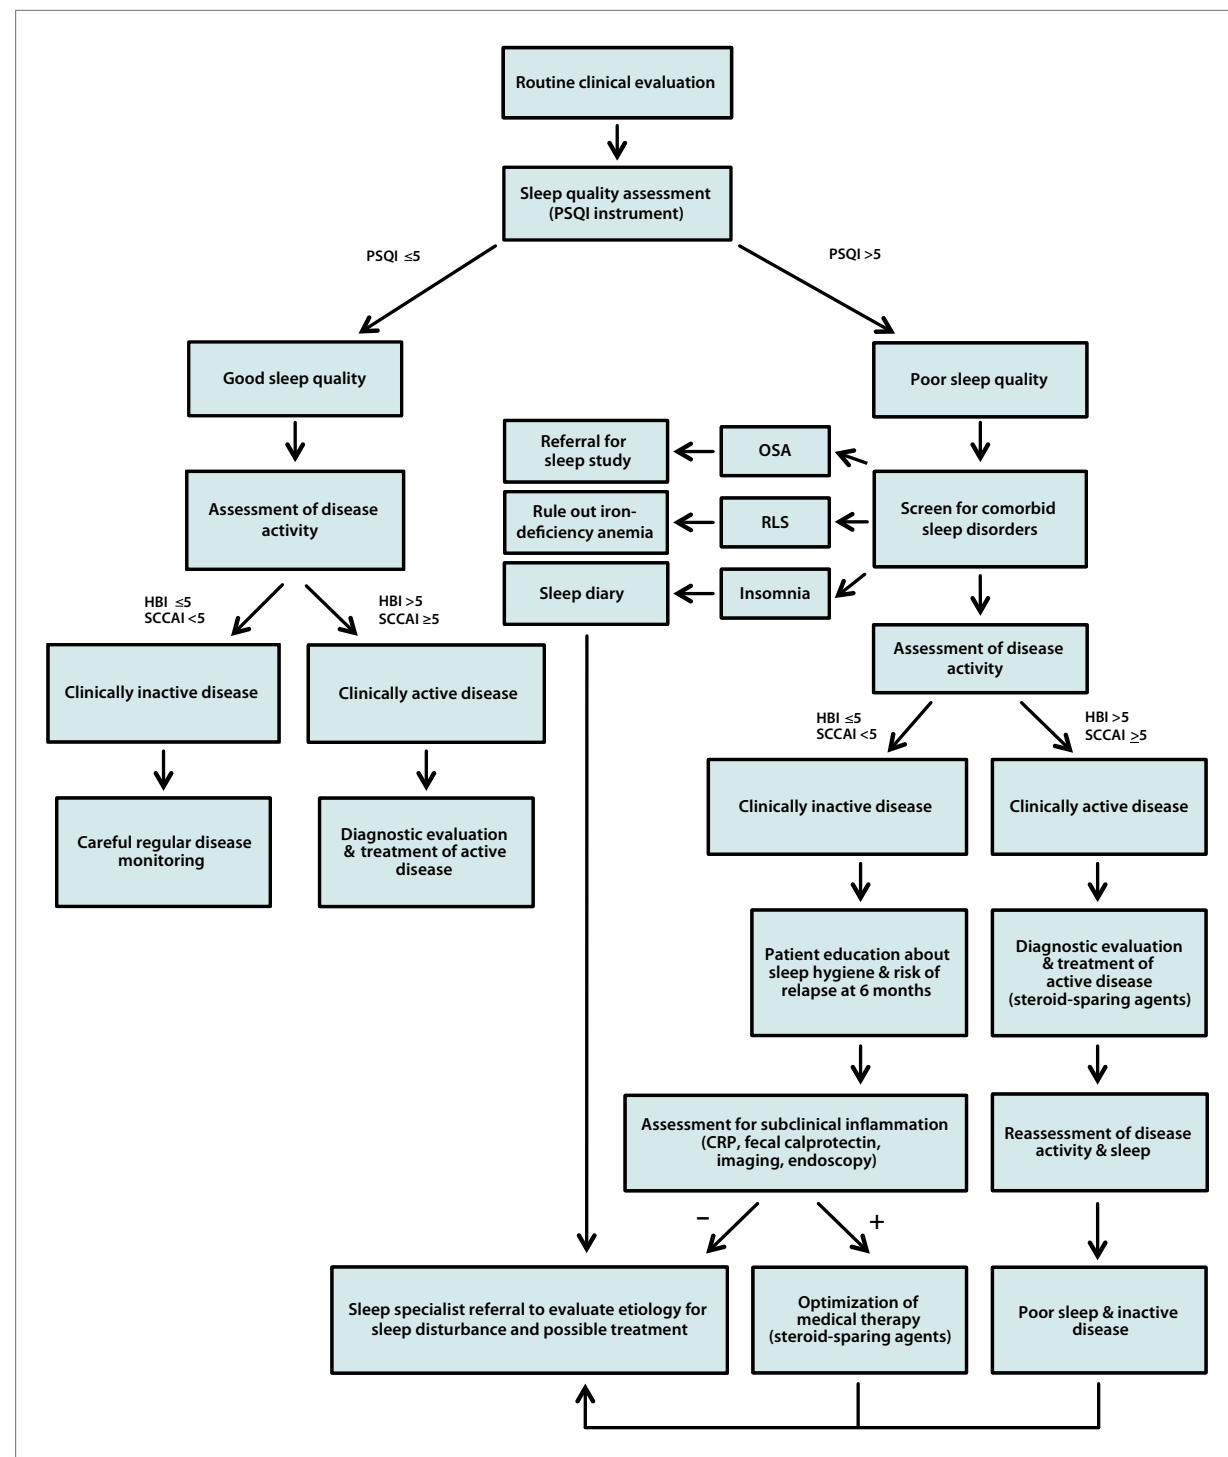 Routine clinical evaluation
Sleep quality assessment
(PSQI instrument)
PSQI ≤5
PSQI >5
Good sleep quality
Poor sleep quality
Referral for
sleep study
OSA
Assessment of disease
activity
Rule out iron-
deficiency anemia
RLS
Screen for comorbid
sleep disorders
Sleep diary
Insomnia
HBI ≤5
SCCAI <5
HBI >5
SCCAI ≥5
Assessment of disease
activity
Clinically inactive disease
Clinically active disease
HBI ≤5
SCCAI <5
HBI >5
SCCAI ≥5
Clinically inactive disease
Clinically active disease
Careful regular disease
monitoring
Diagnostic evaluation
& treatment of active
disease
Patient education about
sleep hygiene & risk of
relapse at 6 months
Diagnostic evaluation
& treatment of
active disease
(steroid-sparing agents)
Assessment for subclinical inflammation
(CRP, fecal calprotectin,
imaging, endoscopy)
Reassessment of disease
activity & sleep
–
+
Sleep specialist referral to evaluate etiology for
sleep disturbance and possible treatment
Optimization of
medical therapy
(steroid-sparing agents)
Poor sleep & inactive
disease